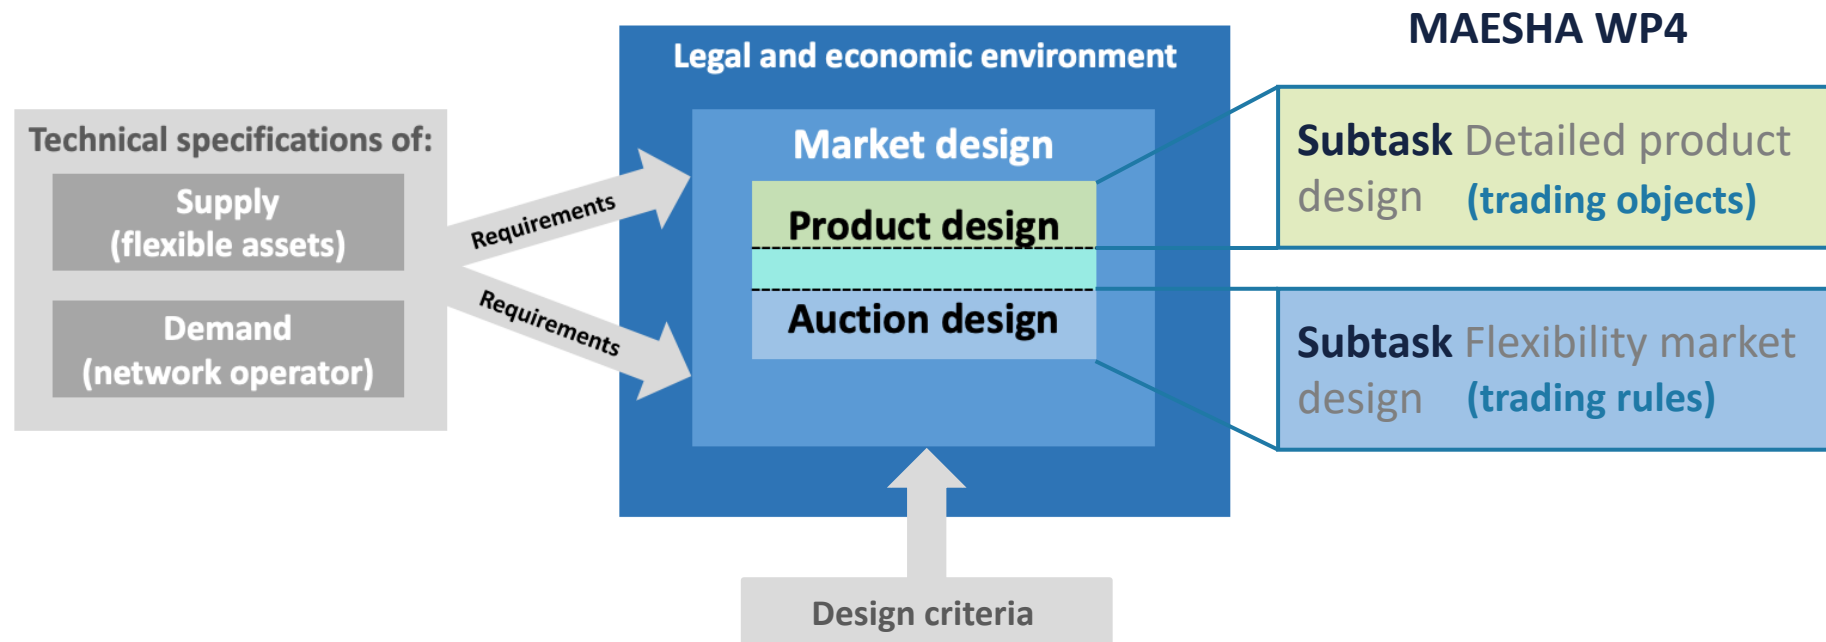 MAESHA WP4
Legal and economic environment
Technical specifications of:
Supply
(flexible assets)
Demand
(network operator)
Requirements
Requirements
Market design
Product design
Auction design
Subtask Detailed product
design (trading objects)
Subtask Flexibility market
design (trading rules)
Design criteria